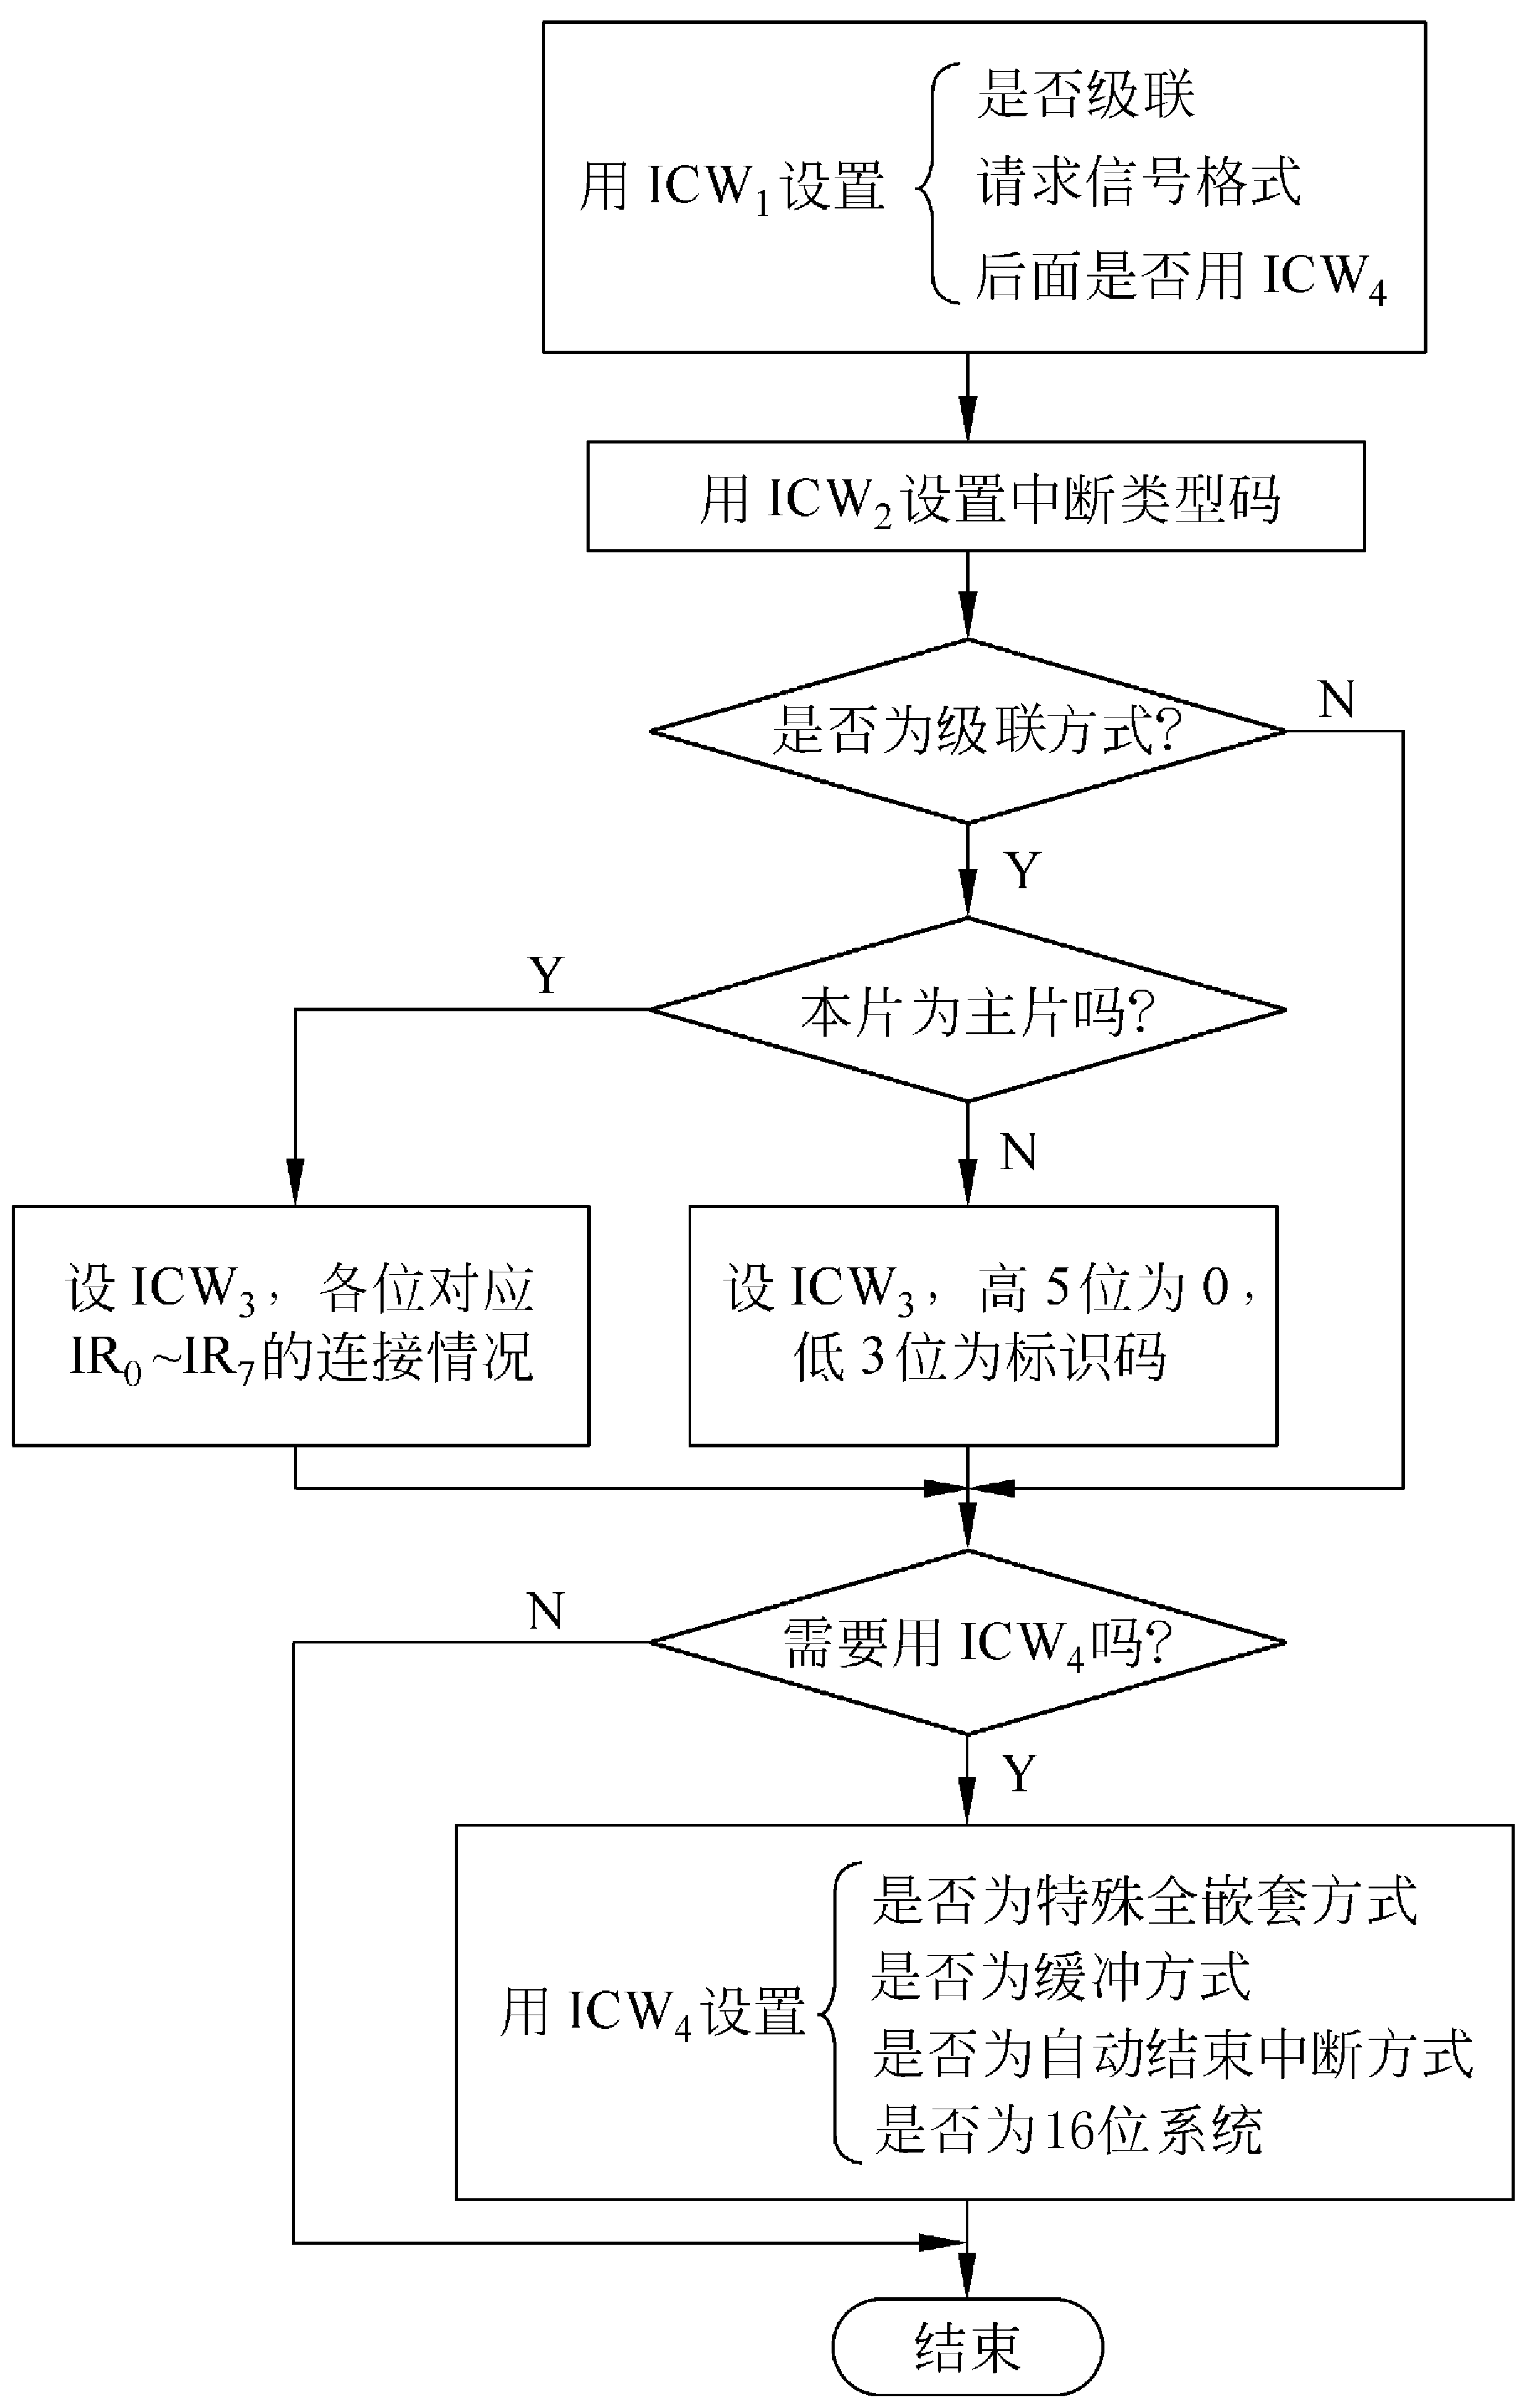 用 ICW₁ 设置
是否级联
请求信号格式
后面是否用 ICW₄
用 ICW₂ 设置中断类型码
是否为级联方式?
N
Y
本片为主片吗?
Y
N
设 ICW₃，各位对应
IR₀~IR₇ 的连接情况
设 ICW₃，高 5 位为 0，
低 3 位为标识码
需要用 ICW₄ 吗?
N
Y
用 ICW₄ 设置
是否为特殊全嵌套方式
是否为缓冲方式
是否为自动结束中断方式
是否为16位系统
结束